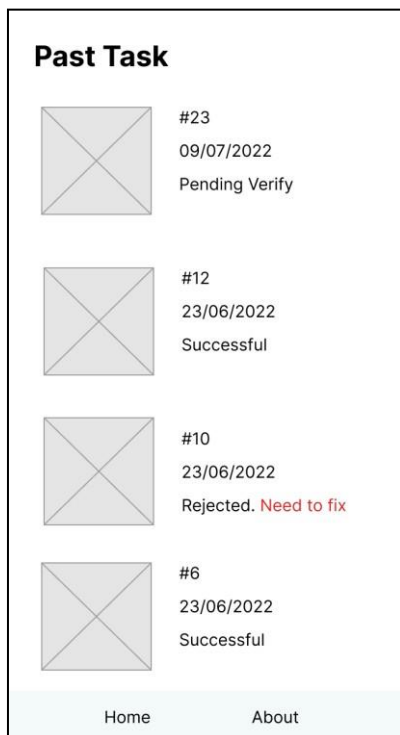 Past Task
#23
09/07/2022
Pending Verify
#12
23/06/2022
Successful
#10
23/06/2022
Rejected. Need to fix
#6
23/06/2022
Successful
Home About